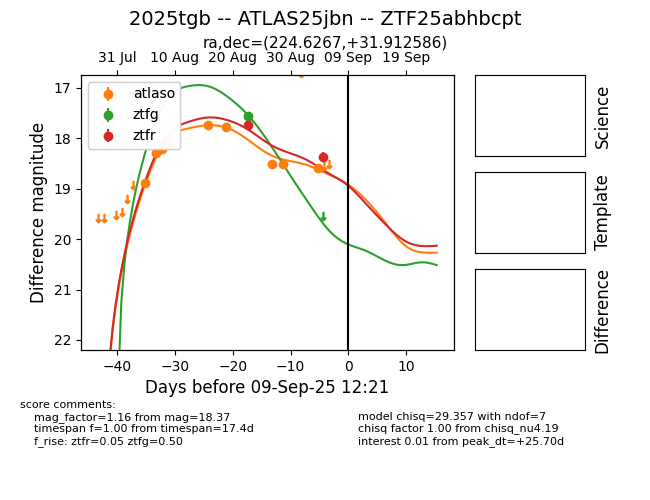 2025tgb -- ATLAS25jbn -- ZTF25abhbcpt
ra,dec=(224.6267,+31.912586)
31 Jul 10 Aug 20 Aug 30 Aug 09 Sep 19 Sep
atlaso
ztfg
ztfr
17
18
19
20
21
22
Difference magnitude
−40 −30 −20 −10 0 10
Days before 09-Sep-25 12:21
Science
Template
Difference
score comments:
mag_factor=1.16 from mag=18.37
timespan f=1.00 from timespan=17.4d
f_rise: ztfr=0.05 ztfg=0.50
model chisq=29.357 with ndof=7
chisq factor 1.00 from chisq_nu4.19
interest 0.01 from peak_dt=+25.70d